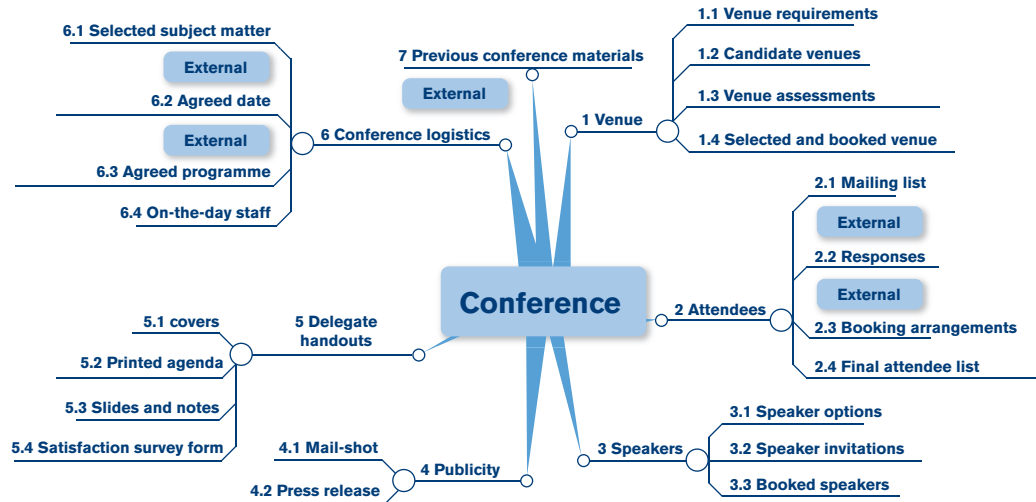 Conference
1 Venue
1.1 Venue requirements
1.2 Candidate venues
1.3 Venue assessments
1.4 Selected and booked venue
2 Attendees
2.1 Mailing list
External
2.2 Responses
External
2.3 Booking arrangements
2.4 Final attendee list
3 Speakers
3.1 Speaker options
3.2 Speaker invitations
3.3 Booked speakers
4 Publicity
4.1 Mail-shot
4.2 Press release
5 Delegate
handouts
5.1 covers
5.2 Printed agenda
5.3 Slides and notes
5.4 Satisfaction survey form
6 Conference logistics
6.1 Selected subject matter
External
6.2 Agreed date
External
6.3 Agreed programme
6.4 On-the-day staff
7 Previous conference materials
External